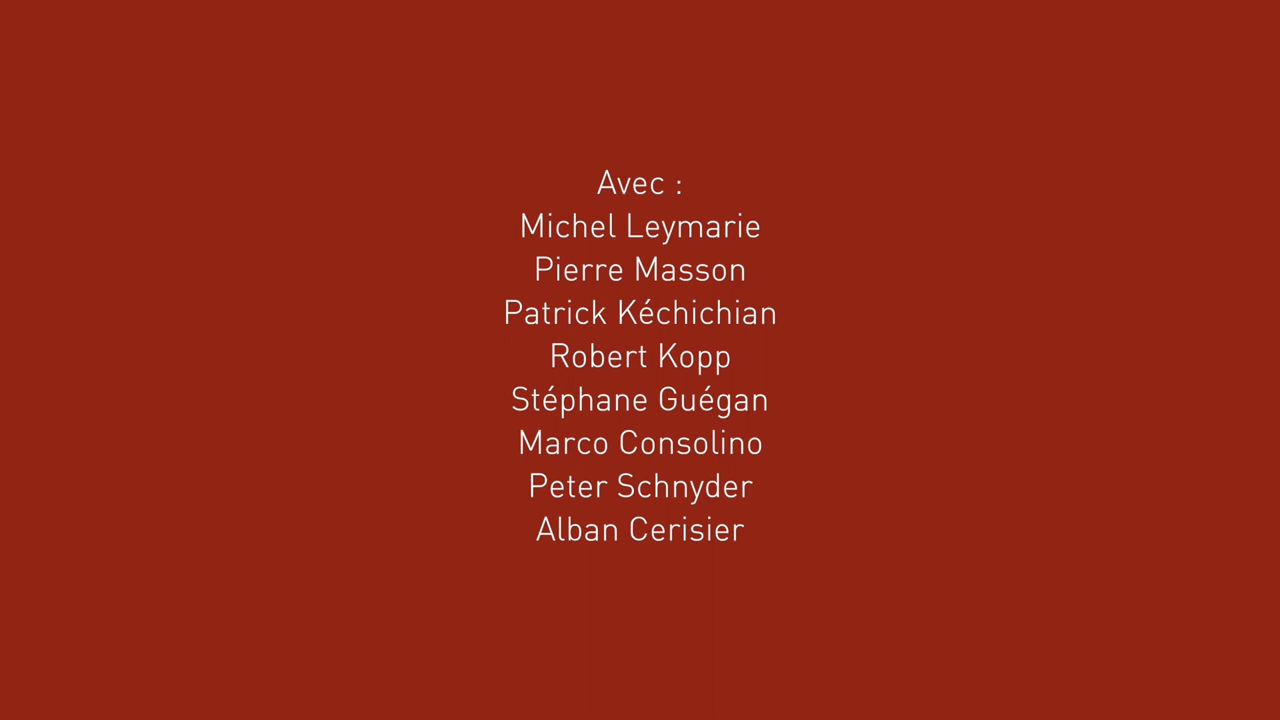 Avec :
Michel Leymarie
Pierre Masson
Patrick Kéchichian
Robert Kopp
Stéphane Guégan
Marco Consolino
Peter Schnyder
Alban Cerisier